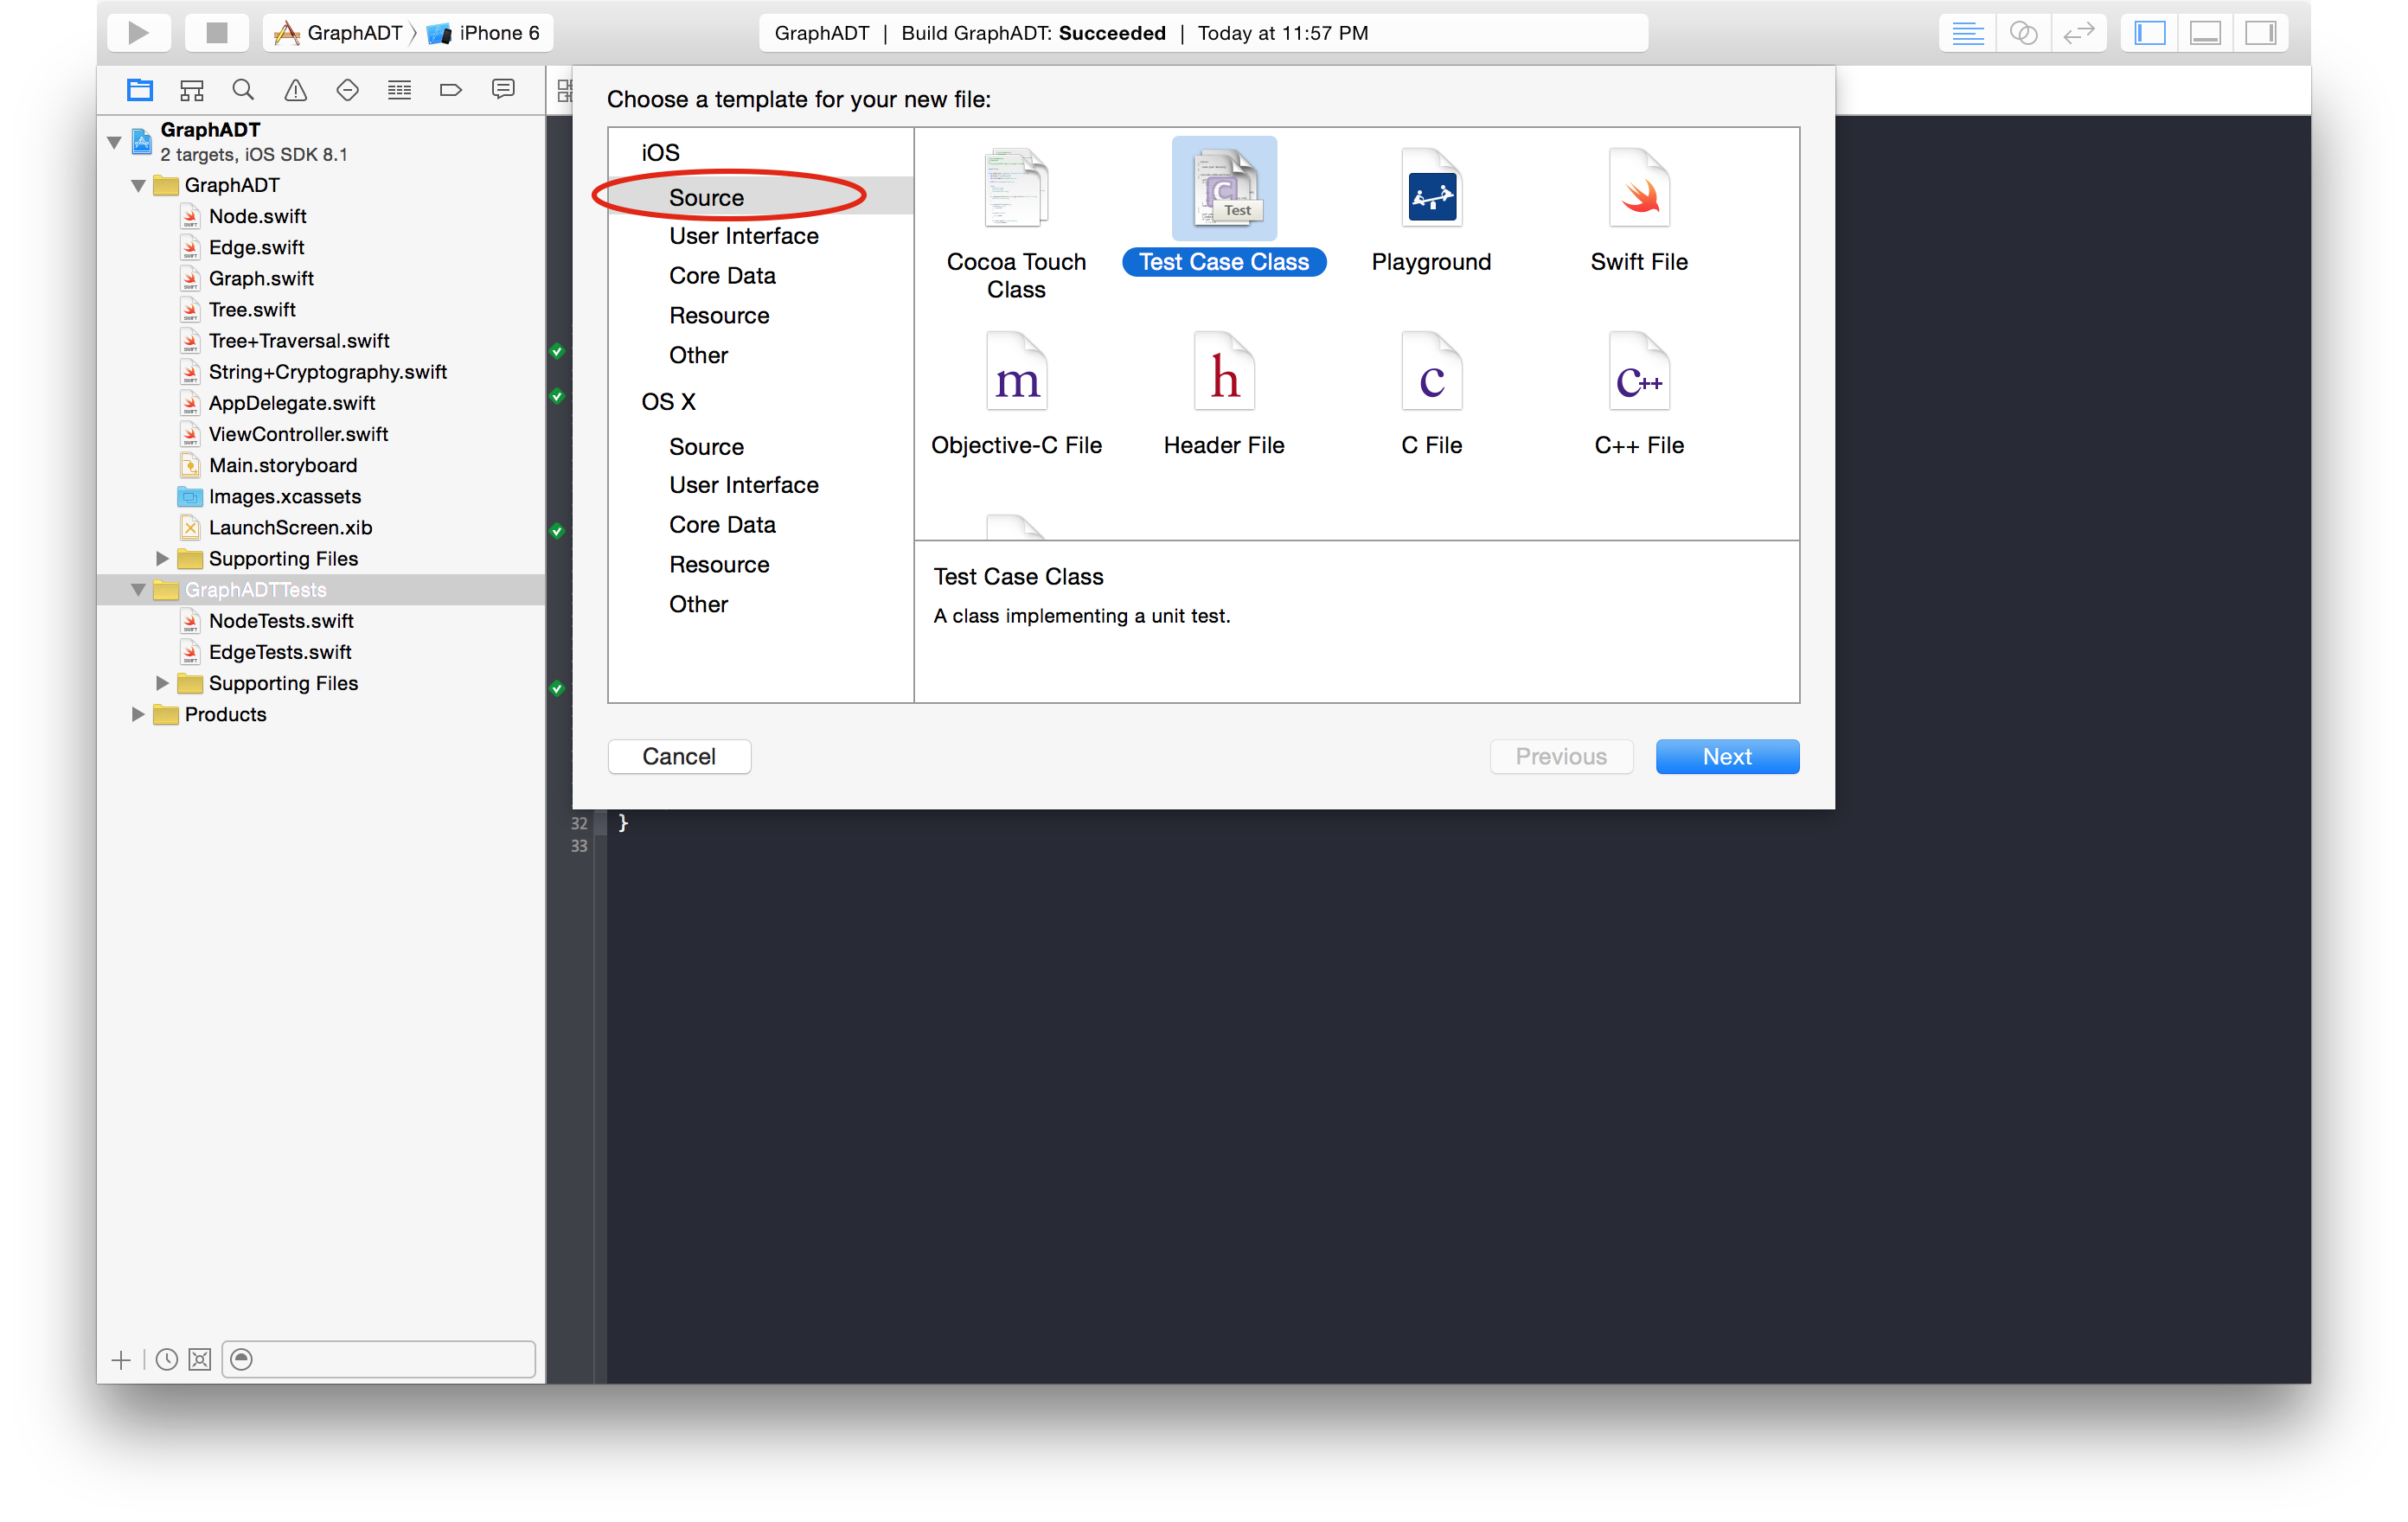 GraphADT 〉 iPhone 6
GraphADT | Build GraphADT: Succeeded | Today at 11:57 PM
GraphADT
2 targets, iOS SDK 8.1
GraphADT
Node.swift
Edge.swift
Graph.swift
Tree.swift
Tree+Traversal.swift
String+Cryptography.swift
AppDelegate.swift
ViewController.swift
Main.storyboard
Images.xcassets
LaunchScreen.xib
Supporting Files
GraphADTTests
NodeTests.swift
EdgeTests.swift
Supporting Files
Products
Choose a template for your new file:
iOS
Source
User Interface
Core Data
Resource
Other
OS X
Source
User Interface
Core Data
Resource
Other
Cocoa Touch
Class
Test
Test Case Class
Playground
Swift File
m
Objective-C File
h
Header File
c
C File
C++
C++ File
Test Case Class
A class implementing a unit test.
Cancel
Previous
Next
32 }
33